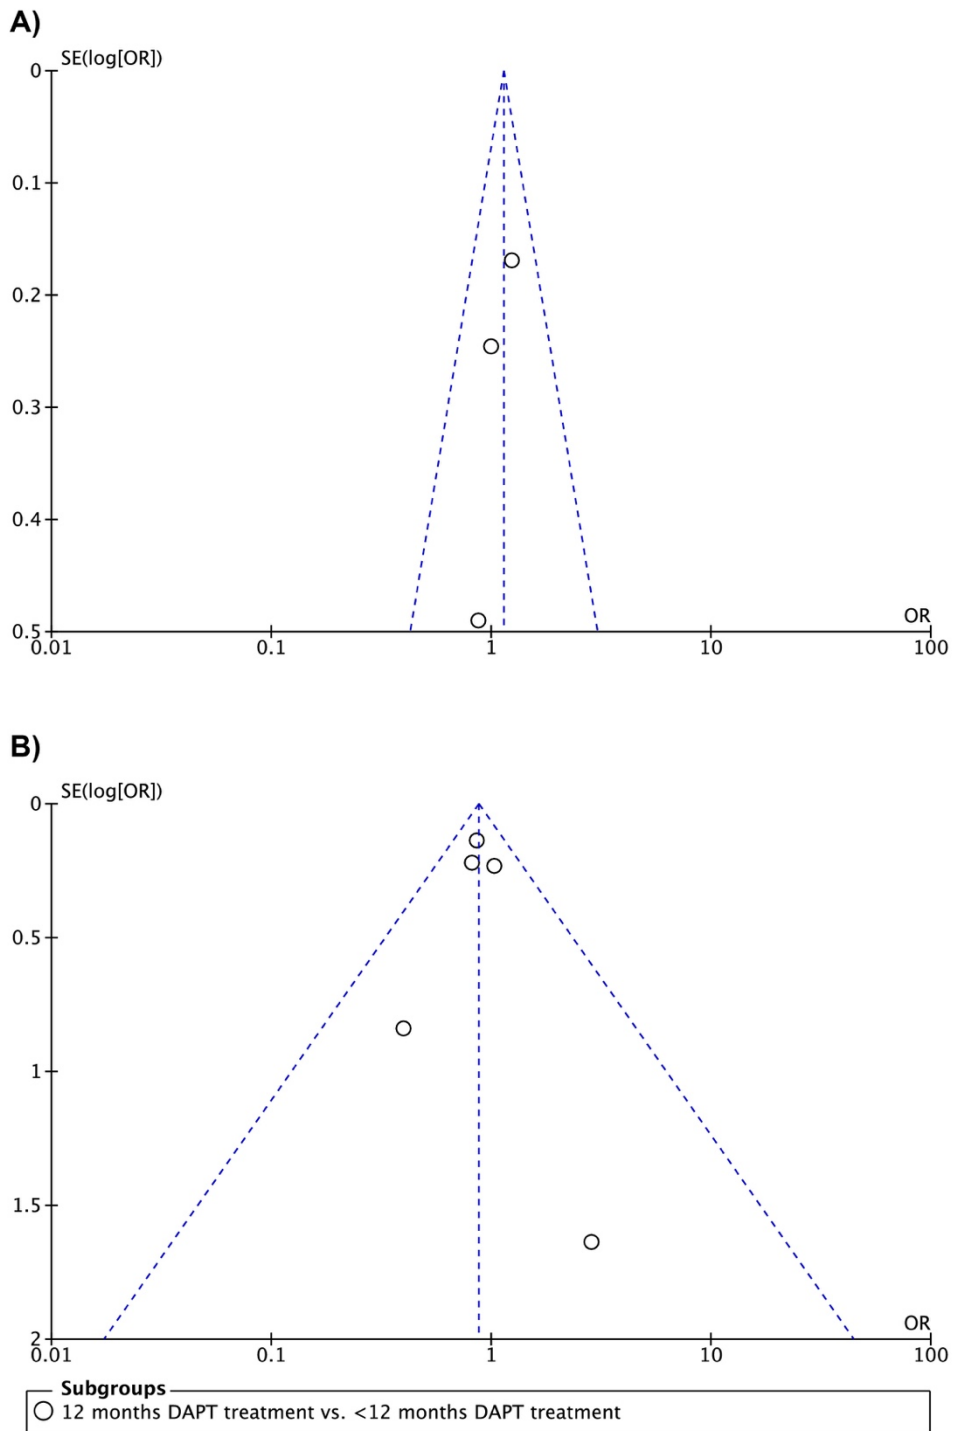 A)
SE(log[OR])
0
0.1
0.2
0.3
0.4
0.5
OR
0.01 0.1 1 10 100
B)
SE(log[OR])
0
0.5
1
1.5
2
OR
0.01 0.1 1 10 100
Subgroups
12 months DAPT treatment vs. <12 months DAPT treatment